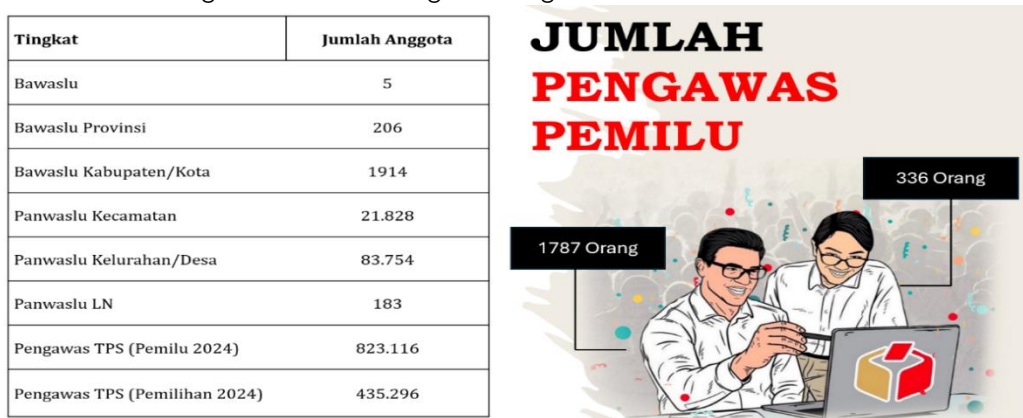 Tingkat Jumlah Anggota
Bawaslu 5
Bawaslu Provinsi 206
Bawaslu Kabupaten/Kota 1914
Panwaslu Kecamatan 21.828
Panwaslu Kelurahan/Desa 83.754
Panwaslu LN 183
Pengawas TPS (Pemilu 2024) 823.116
Pengawas TPS (Pemilihan 2024) 435.296
JUMLAH
PENGAWAS
PEMILU
336 Orang
1787 Orang